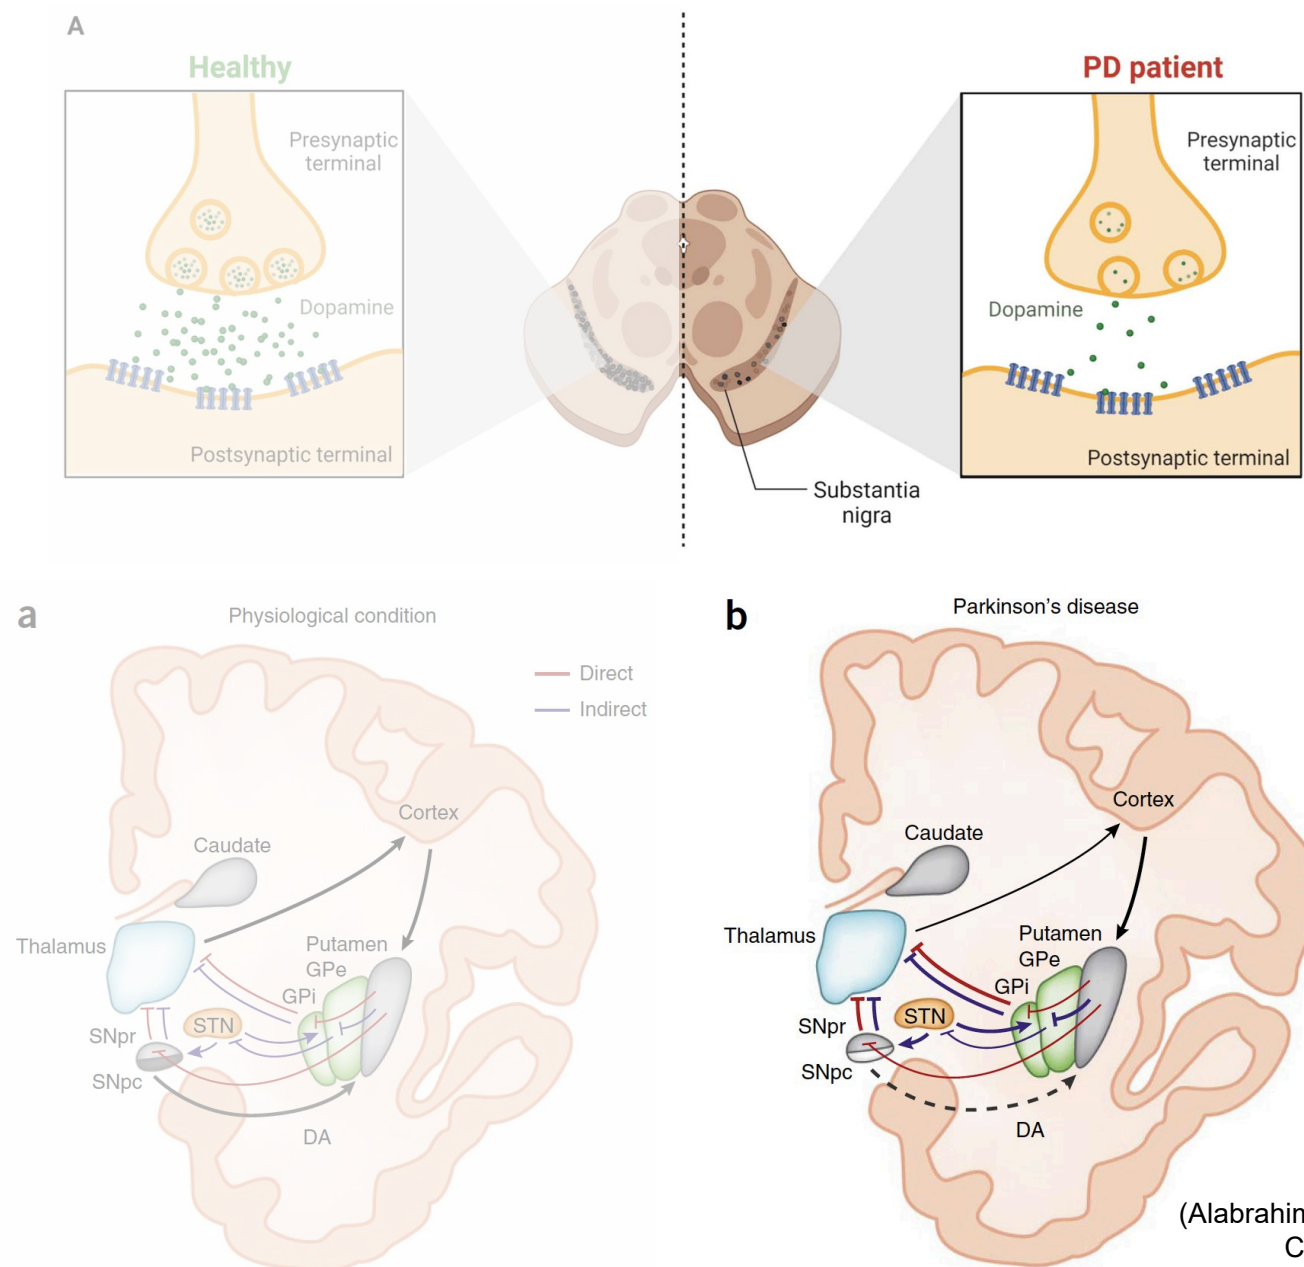 A
Healthy
PD patient
Presynaptic
terminal
Dopamine
Postsynaptic terminal
Presynaptic
terminal
Dopamine
Postsynaptic terminal
Substantia
nigra
a
Physiological condition
Direct
Indirect
Cortex
Caudate
Thalamus
Putamen
GPe
GPi
STN
SNpr
SNpc
DA
b
Parkinson's disease
Cortex
Caudate
Thalamus
Putamen
GPe
GPi
STN
SNpr
SNpc
DA
(Alabrahim
C